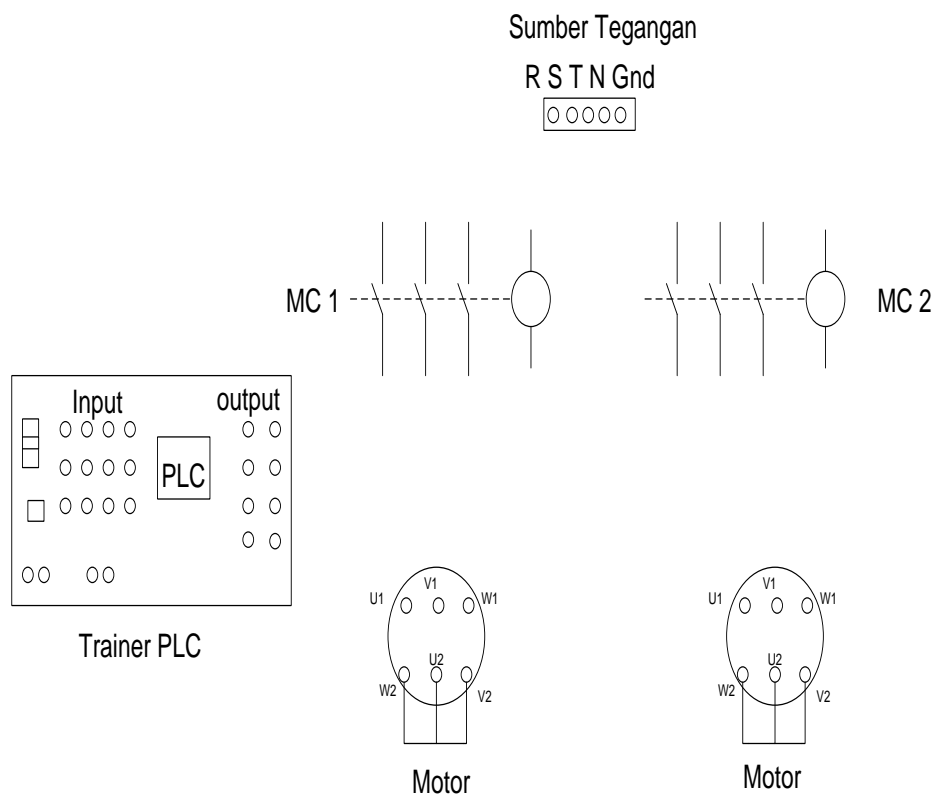 Sumber Tegangan
R S T N Gnd
MC 1
MC 2
Input
output
PLC
Trainer PLC
U1
V1
W1
W2
U2
V2
Motor
U1
V1
W1
W2
U2
V2
Motor